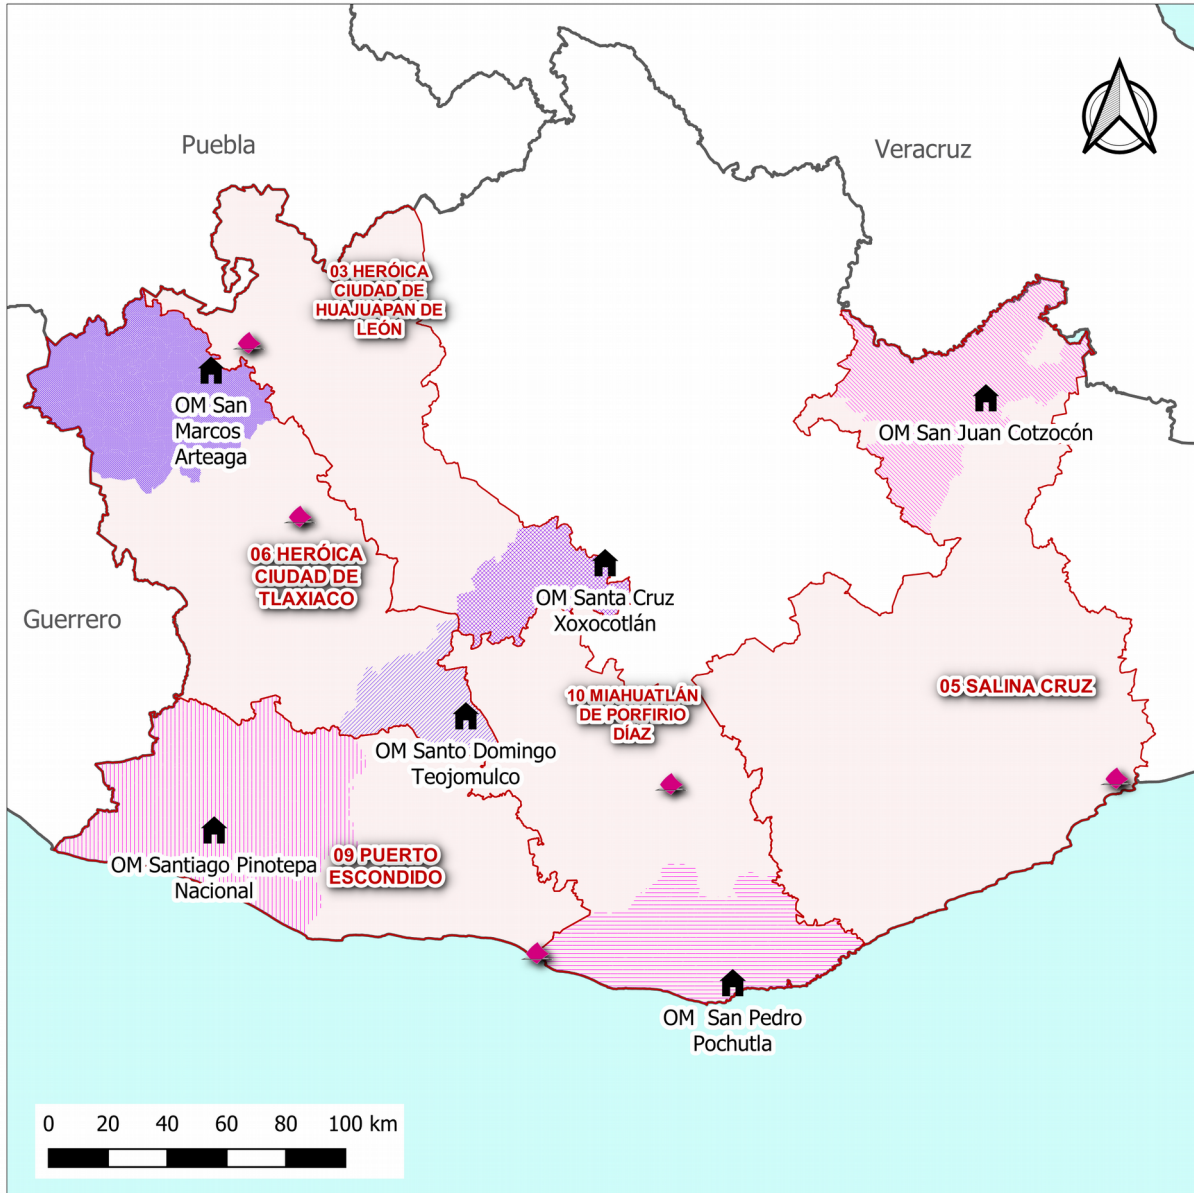 Puebla
Veracruz
03 HERÓICA
CIUDAD DE
HUAJUAPAN DE
LEÓN
OM San
Marcos
Arteaga
OM San Juan Cotzocón
06 HERÓICA
CIUDAD DE
TLAXIACO
OM Santa Cruz
Xoxocotlán
Guerrero
10 MIAHUATLÁN
DE PORFIRIO
DÍAZ
05 SALINA CRUZ
OM Santo Domingo
Teojomulco
OM Santiago Pinotepa
Nacional
09 PUERTO
ESCONDIDO
OM San Pedro
Pochutla
0 20 40 60 80 100 km